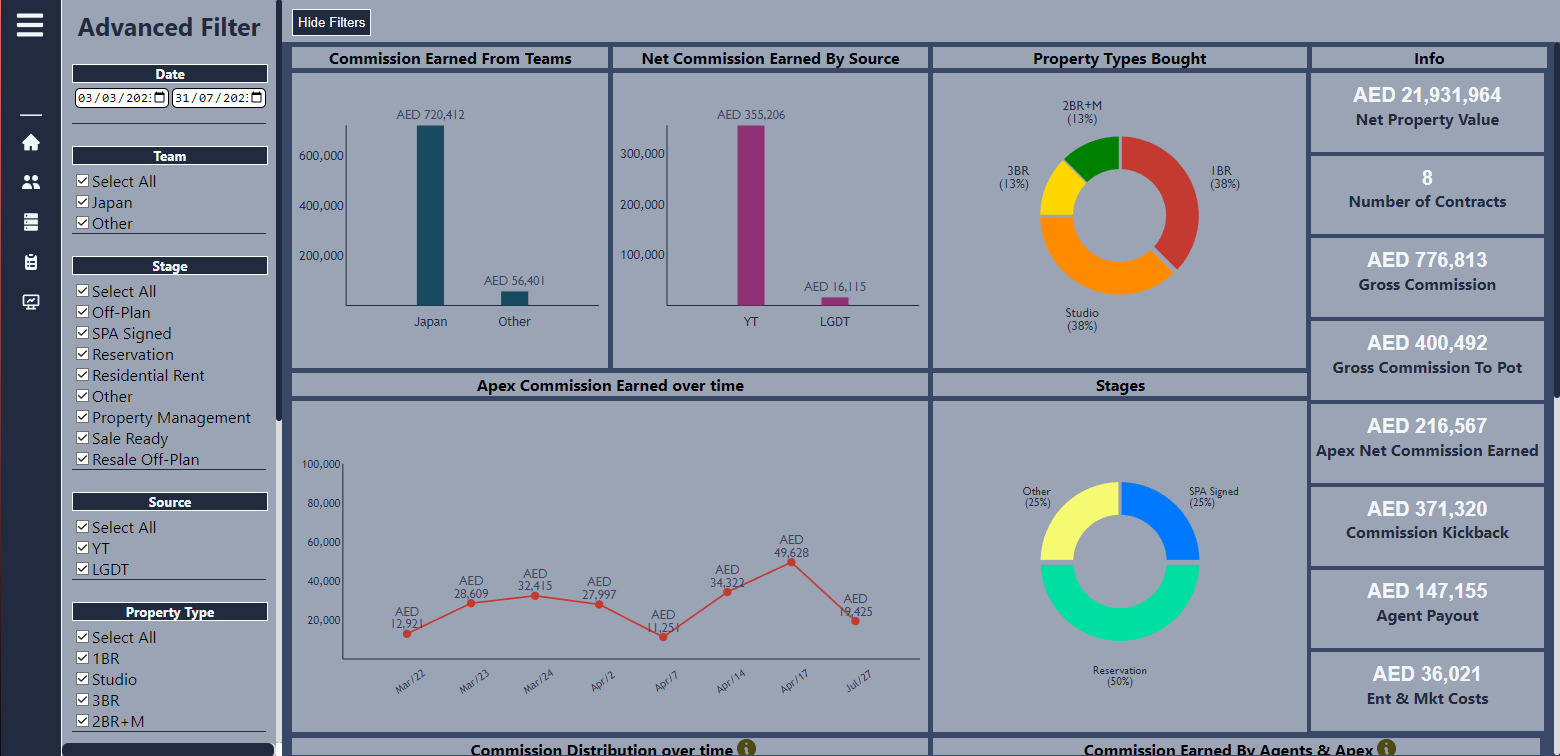 Advanced Filter
Date
03/03/202
31/07/202
Team
Select All
Japan
Other
Stage
Select All
Off-Plan
SPA Signed
Reservation
Residential Rent
Other
Property Management
Sale Ready
Resale Off-Plan
Source
Select All
YT
LGDT
Property Type
Select All
1BR
Studio
3BR
2BR+M
Hide Filters
Commission Earned From Teams
AED 720,412
600,000
400,000
200,000
AED 56,401
Japan
Other
Net Commission Earned By Source
AED 355,206
300,000
200,000
100,000
AED 16,115
YT
LGDT
Property Types Bought
2BR+M
(13%)
3BR
(13%)
1BR
(38%)
Studio
(38%)
Info
AED 21,931,964
Net Property Value
8
Number of Contracts
AED 776,813
Gross Commission
AED 400,492
Gross Commission To Pot
AED 216,567
Apex Net Commission Earned
AED 371,320
Commission Kickback
AED 147,155
Agent Payout
AED 36,021
Ent & Mkt Costs
Apex Commission Earned over time
100,000
80,000
60,000
40,000
20,000
AED
12,921
AED
28,609
AED
32,415
AED
27,997
AED
11,251
AED
34,322
AED
49,628
AED
19,425
Mar/22
Mar/23
Mar/24
Apr/2
Apr/7
Apr/14
Apr/17
Jul/27
Stages
Other
(25%)
SPA Signed
(25%)
Reservation
(50%)
Commission Distribution over time
Commission Earned By Agents & Apex